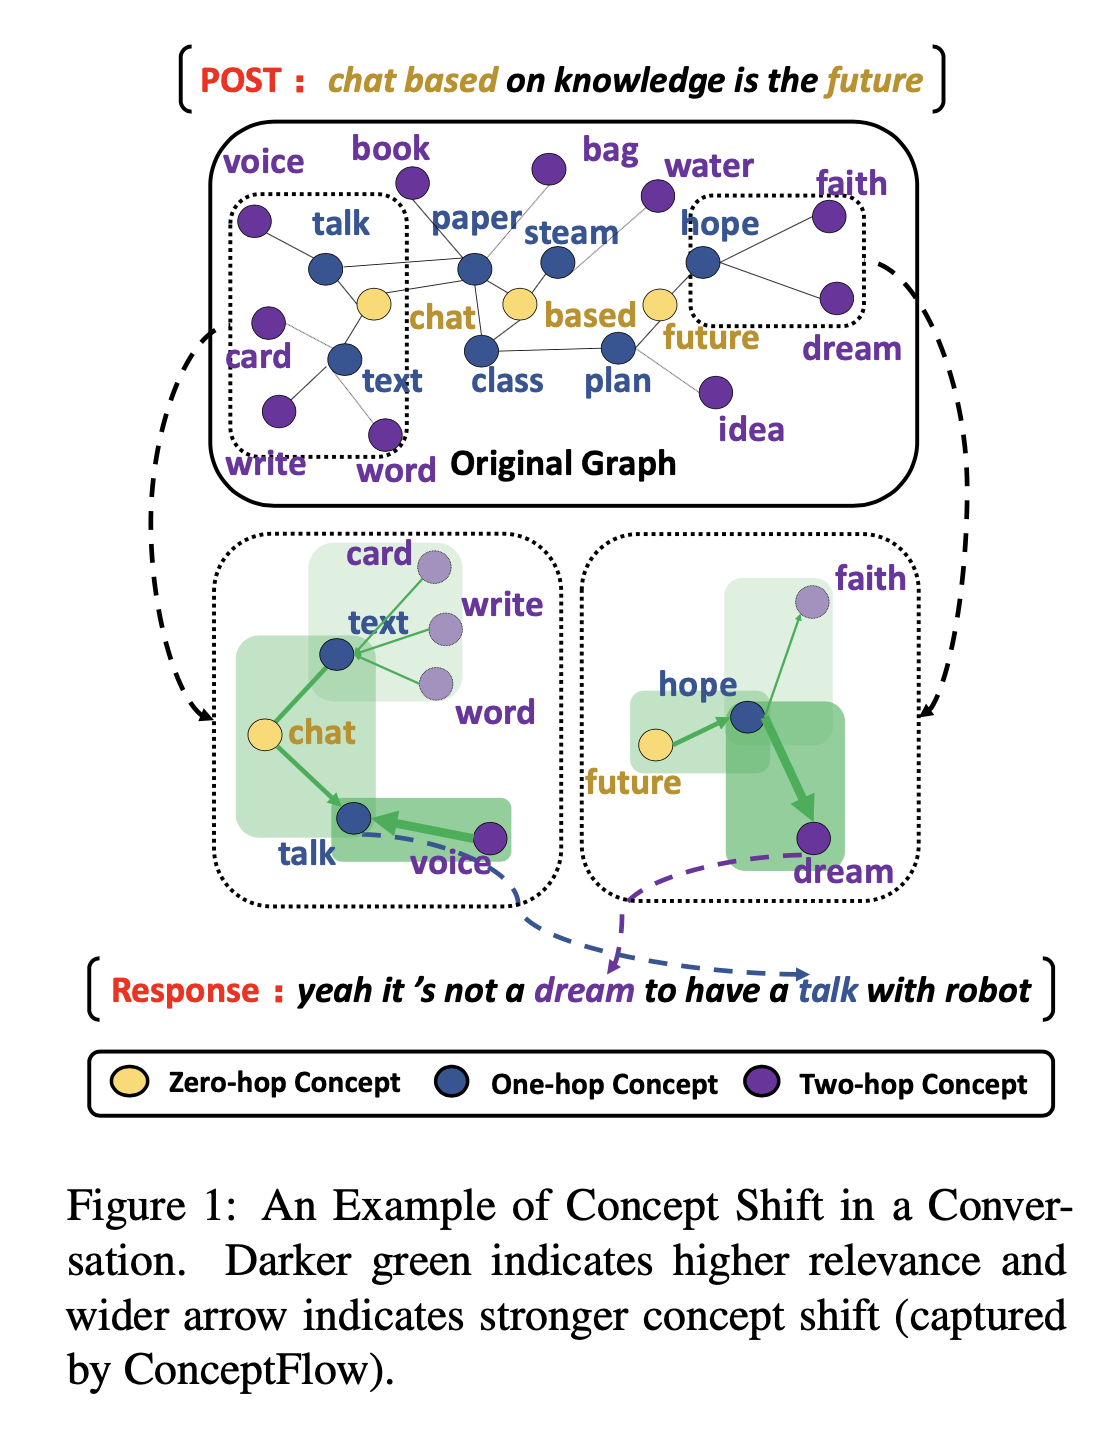 POST : chat based on knowledge is the future
voice book bag water faith
talk paper steam hope
chat based future
card text class plan dream
write word Original Graph idea
card
write
text
word
chat
talk
voice
faith
hope
future
dream
Response : yeah it 's not a dream to have a talk with robot
Zero-hop Concept One-hop Concept Two-hop Concept
Figure 1: An Example of Concept Shift in a Conver-
sation. Darker green indicates higher relevance and
wider arrow indicates stronger concept shift (captured
by ConceptFlow).